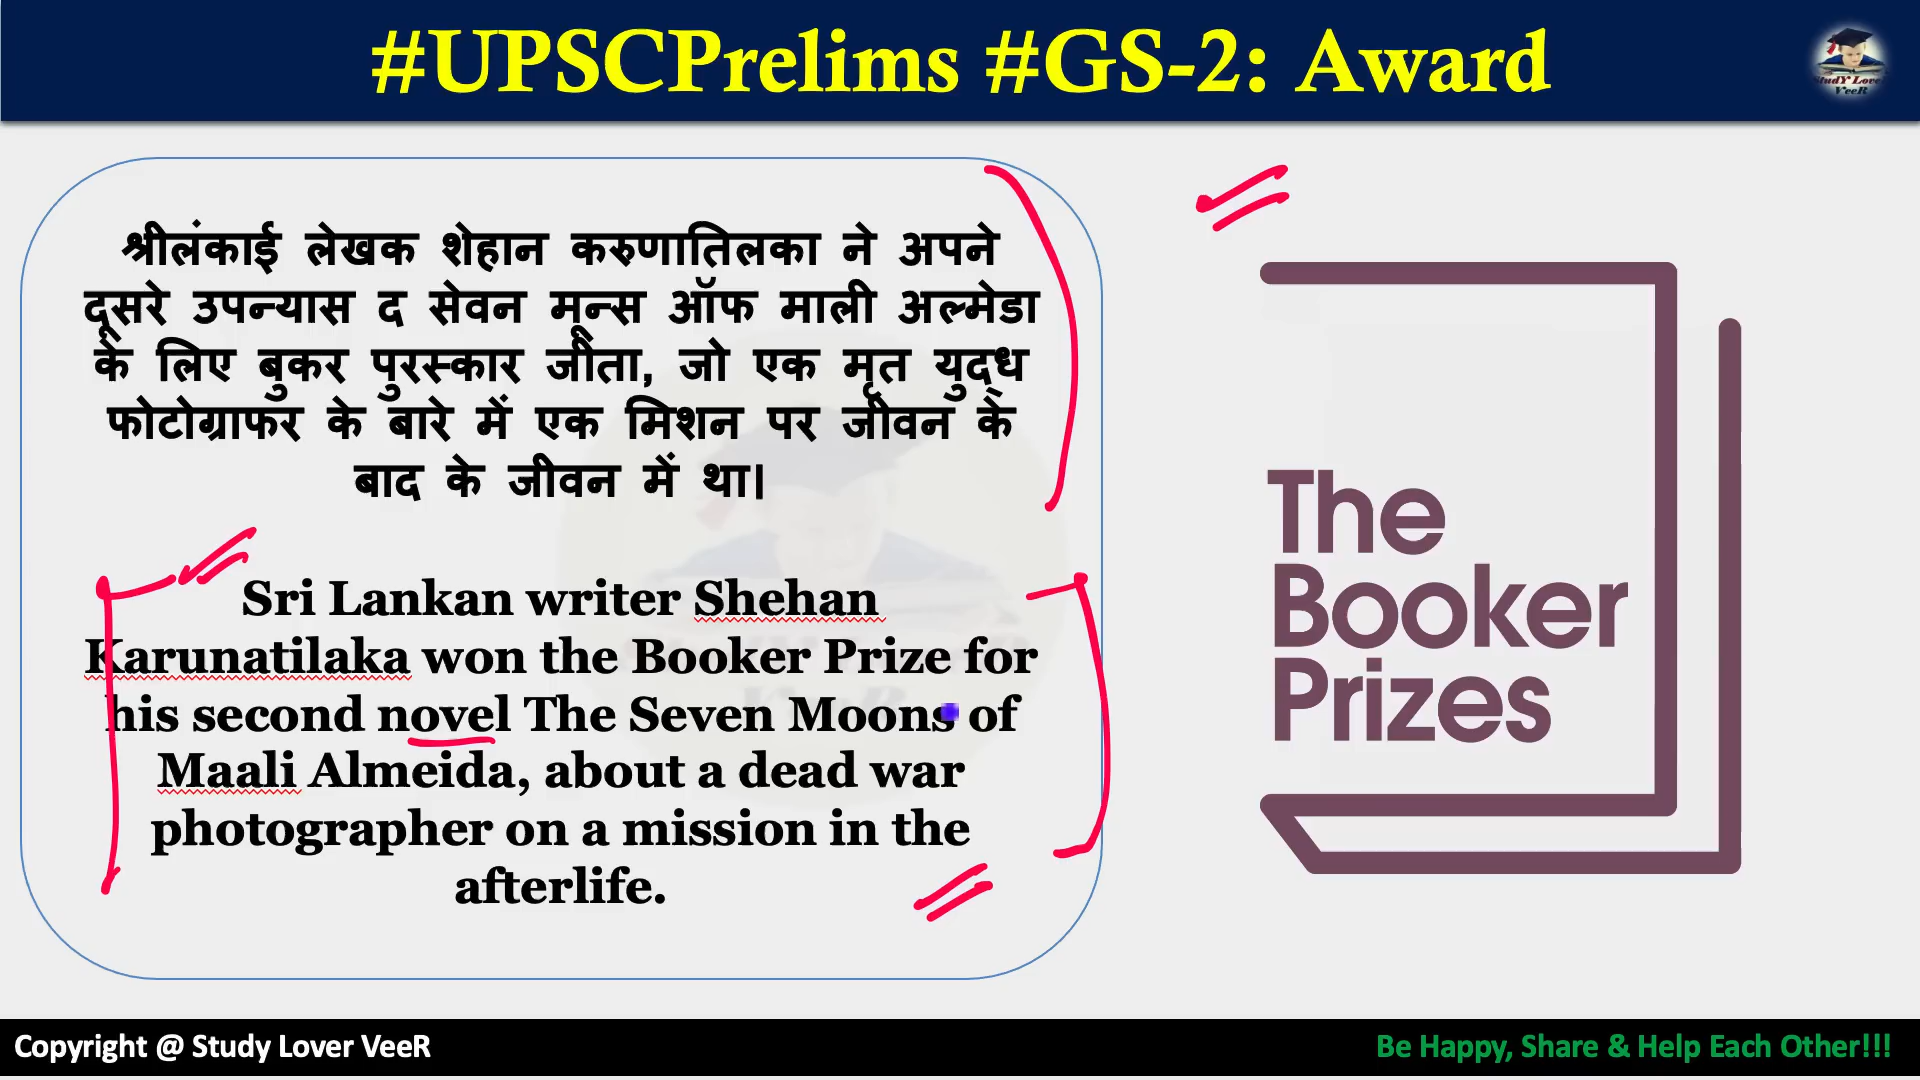 #UPSCPrelims #GS-2: Award
StudY Lover
VeeR
श्रीलंकाई लेखक शेहान करुणातिलका ने अपने
दूसरे उपन्यास द सेवन मून्स ऑफ माली अल्मेडा
के लिए बुकर पुरस्कार जीता, जो एक मृत युद्ध
फोटोग्राफर के बारे में एक मिशन पर जीवन के
बाद के जीवन में था।
Sri Lankan writer Shehan
Karunatilaka won the Booker Prize for
his second novel The Seven Moons of
Maali Almeida, about a dead war
photographer on a mission in the
afterlife.
The
Booker
Prizes
Copyright @ Study Lover VeeR
Be Happy, Share & Help Each Other!!!